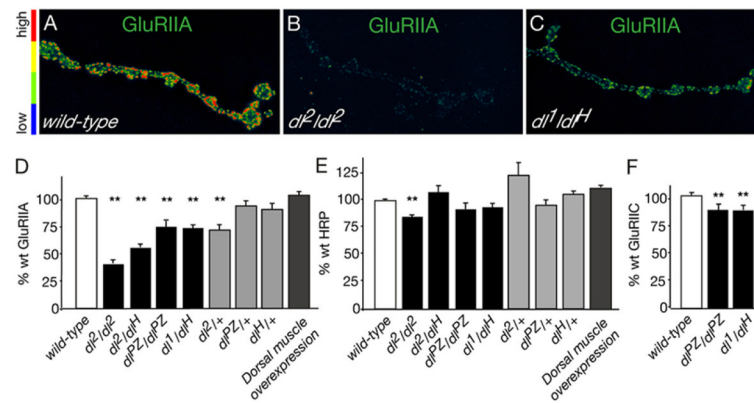 high
low
A
GluRIIA
wild-type
B
GluRIIA
dl²/dl²
C
GluRIIA
dl¹/dlᴴ
D
% wt GluRIIA
100
75
50
25
0
** ** ** ** **
wild-type
dl²/dl²
dl²/dlH
dlPZ/dlPZ
dl¹/dlH
dl²/+
dlPZ/+
dlH/+
Dorsal muscle
overexpression
E
% wt HRP
125
100
75
50
25
0
**
wild-type
dl²/dl²
dl²/dlH
dlPZ/dlPZ
dl¹/dlH
dl²/+
dlPZ/+
dlH/+
Dorsal muscle
overexpression
F
% wt GluRIIC
100
75
50
25
0
** **
wild-type
dlPZ/dlPZ
dl¹/dlH